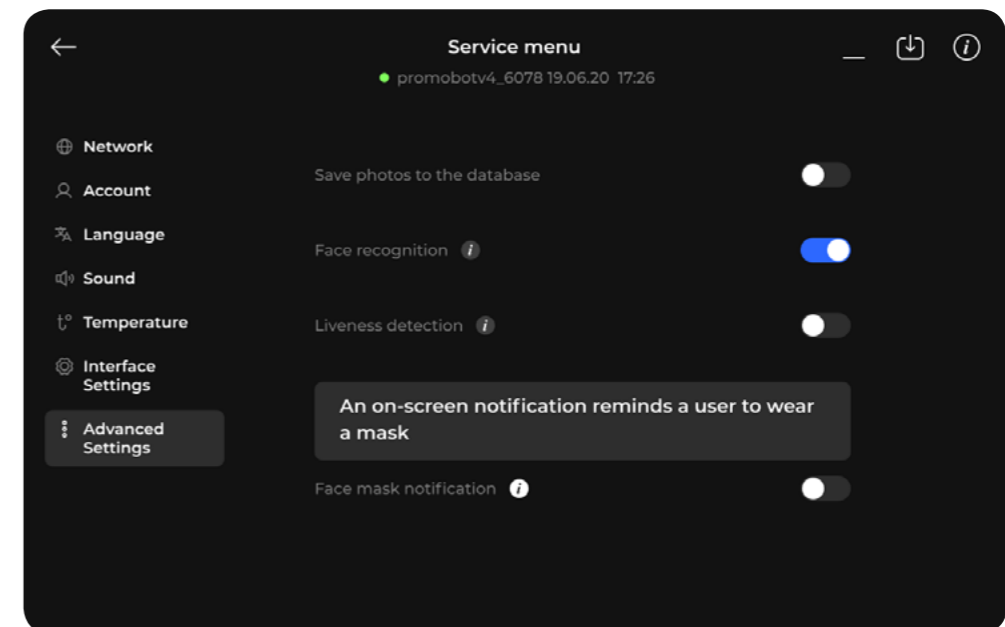 Service menu
promobotv4_6078 19.06.20 17:26
Network
Account
Language
Sound
t° Temperature
Interface
Settings
Advanced
Settings
Save photos to the database
Face recognition i
Liveness detection i
An on-screen notification reminds a user to wear
a mask
Face mask notification i